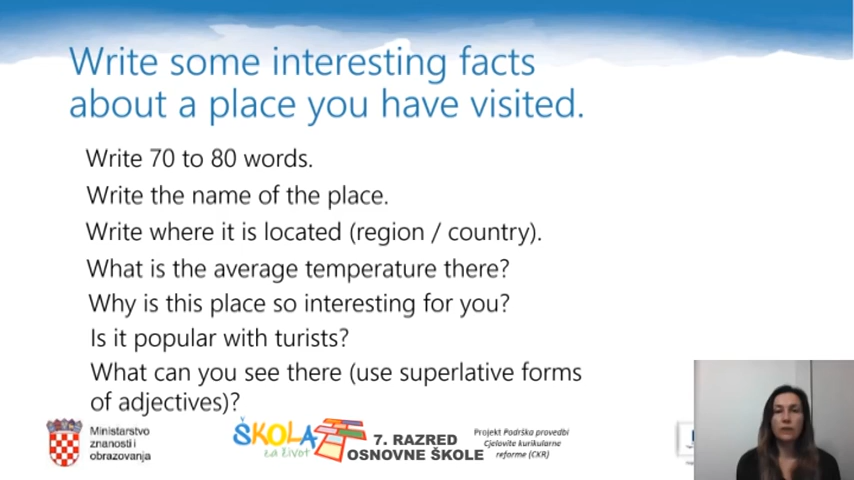 Write some interesting facts
about a place you have visited.
Write 70 to 80 words.
Write the name of the place.
Write where it is located (region / country).
What is the average temperature there?
Why is this place so interesting for you?
Is it popular with turists?
What can you see there (use superlative forms
of adjectives)?
Ministarstvo
znanosti i
obrazovanja
ŠKOLA
za život
7. RAZRED
OSNOVNE ŠKOLE
Projekt Podrška provedbi
Cjelovite kurikularne
reforme (CKR)